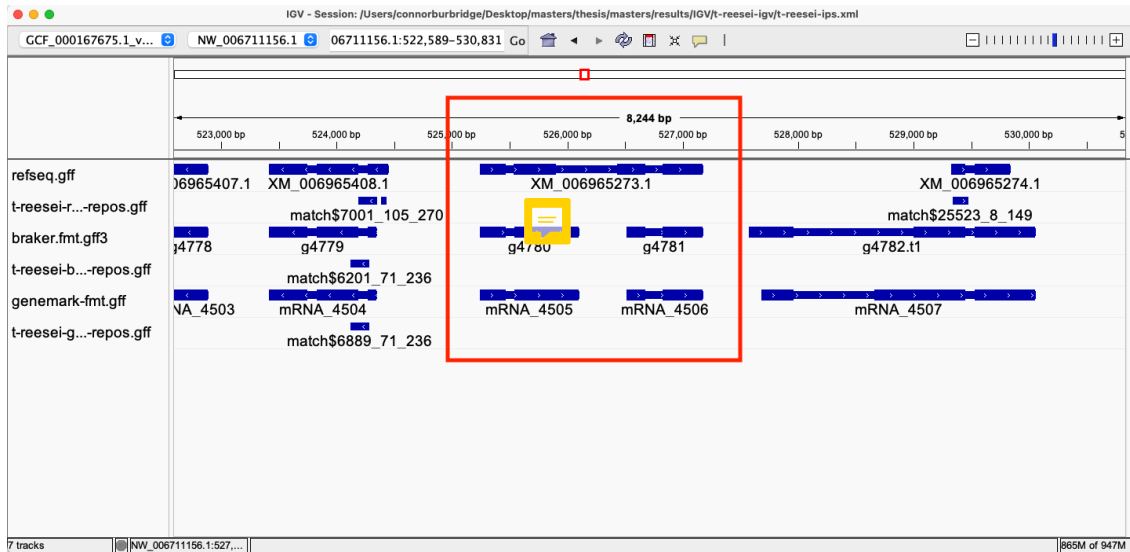 IGV - Session: /Users/connorburbridge/Desktop/masters/thesis/masters/results/IGV/t-reesei-igv/t-reesei-ips.xml
GCF_000167675.1_v... NW_006711156.1 06711156.1:522,589-530,831 Go
8,244 bp
523,000 bp 524,000 bp 525,000 bp 526,000 bp 527,000 bp 528,000 bp 529,000 bp 530,000 bp 5
refseq.gff
06965407.1 XM_006965408.1 XM_006965273.1 XM_006965274.1
t-reesei-r...-repos.gff
match$7001_105_270 match$25523_8_149
braker.fmt.gff3
g4778 g4779 g4780 g4781 g4782.t1
t-reesei-b...-repos.gff
match$6201_71_236
genemark-fmt.gff
NA_4503 mRNA_4504 mRNA_4505 mRNA_4506 mRNA_4507
t-reesei-g...-repos.gff
match$6889_71_236
7 tracks NW_006711156.1:527,... 865M of 947M